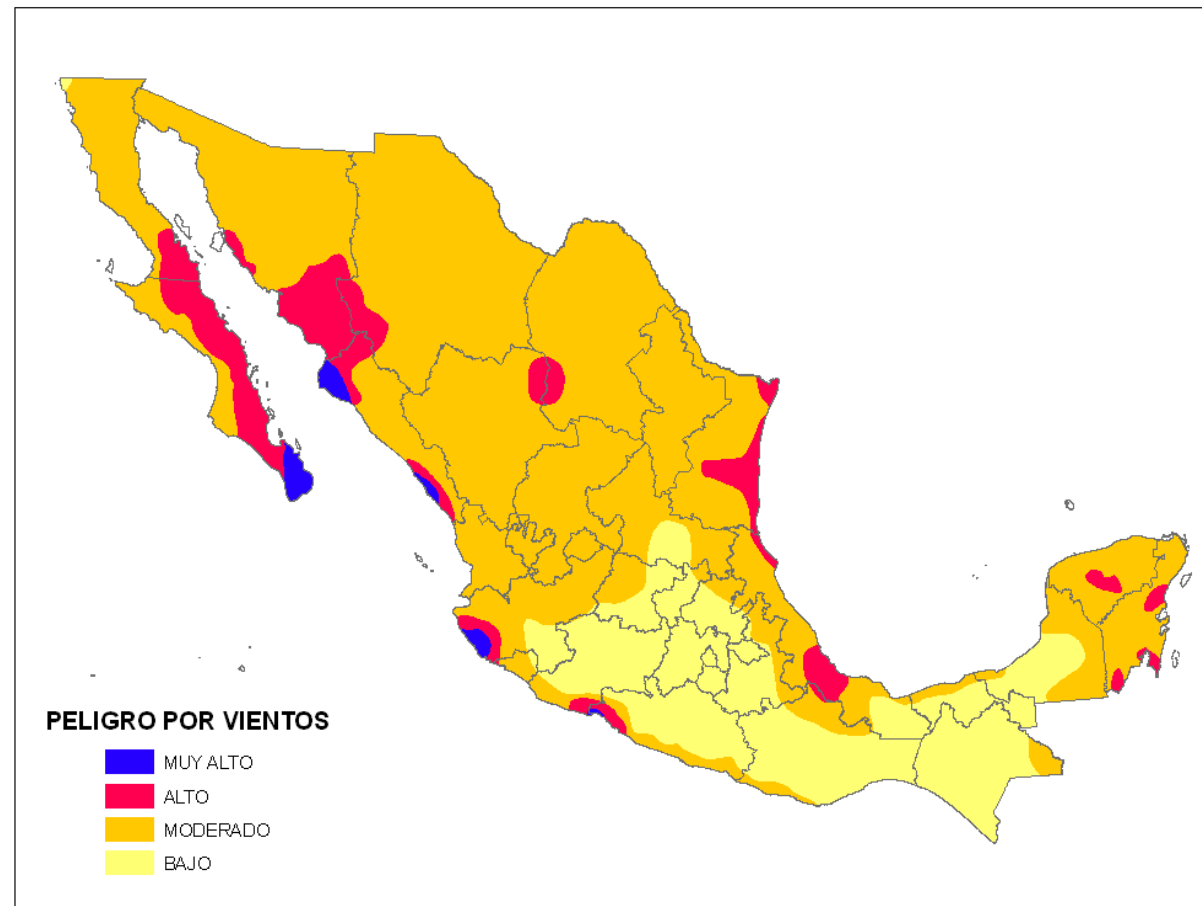 PELIGRO POR VIENTOS
MUY ALTO
ALTO
MODERADO
BAJO